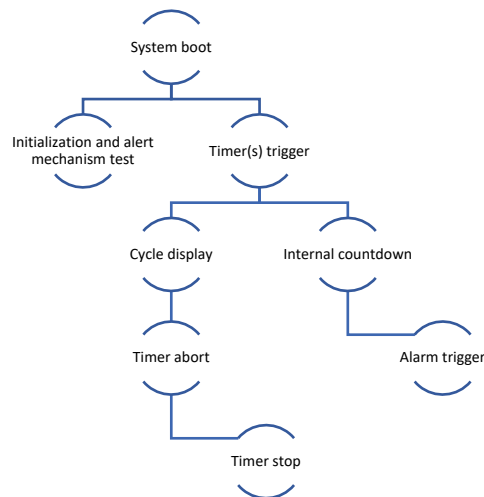 System boot
Initialization and alert
mechanism test
Timer(s) trigger
Cycle display
Internal countdown
Timer abort
Alarm trigger
Timer stop